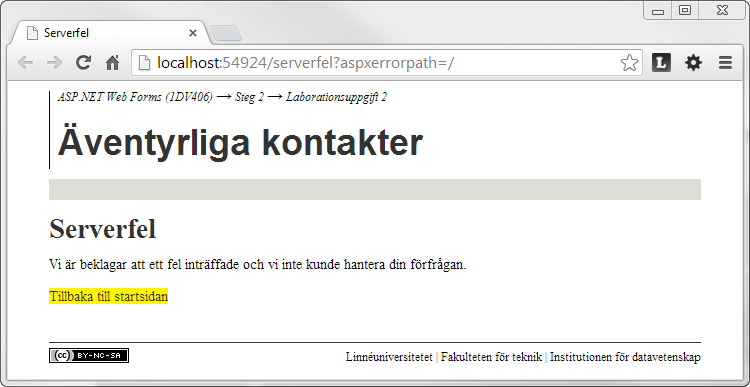 Serverfel
localhost:54924/serverfel?aspxerrorpath=/
L
ASP.NET Web Forms (1DV406) → Steg 2 → Laborationsuppgift 2
Äventyrliga kontakter
Serverfel
Vi är beklagar att ett fel inträffade och vi inte kunde hantera din förfrågan.
Tillbaka till startsidan
(cc) BY-NC-SA
Linnéuniversitetet | Fakulteten för teknik | Institutionen för datavetenskap